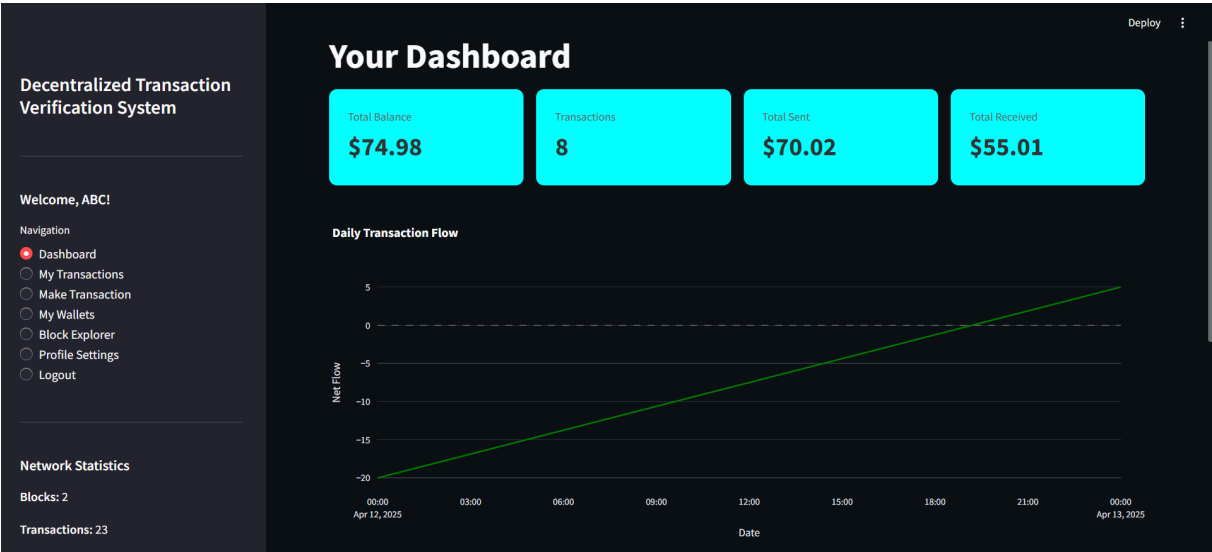 Deploy
Decentralized Transaction
Verification System
Welcome, ABC!
Navigation
Dashboard
My Transactions
Make Transaction
My Wallets
Block Explorer
Profile Settings
Logout
Network Statistics
Blocks: 2
Transactions: 23
Your Dashboard
Total Balance
$74.98
Transactions
8
Total Sent
$70.02
Total Received
$55.01
Daily Transaction Flow
Net Flow
5
0
−5
−10
−15
−20
00:00 03:00 06:00 09:00 12:00 15:00 18:00 21:00 00:00
Apr 12, 2025 Apr 13, 2025
Date